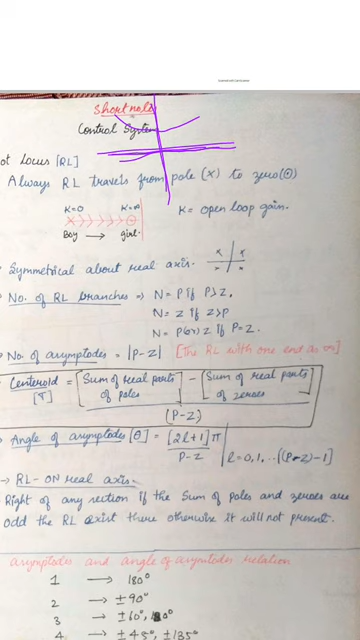 Short note
Control System
ot Locus [RL]
Always RL travels from pole (x) to zero (⊙)
K=0 K=∞
K = open loop gain.
Boy → girl.
Symmetrical about real axis.
No. of RL branches ⇒ N = P if P>Z,
N = Z if Z>P
N = P(or) Z if P=Z.
No. of asymptodes = |P-Z| [The RL with one end as ∞]
Centeroid = [Sum of real parts of poles] - [Sum of real parts of zeroes]
[σ] (P-Z)
Angle of asymptodes [θ] = [2l+1]π / P-Z | l=0,1,..[(P-Z)-1]
→ RL-ON real axis.
Right of any section if the Sum of poles and zeroes are
odd the RL exist there otherwise it will not present.
asymptodes and angle of asymtodes relation
1 → 180°
2 → ±90°
3 → ±60°, 180°
4 → ±45°, ±135°